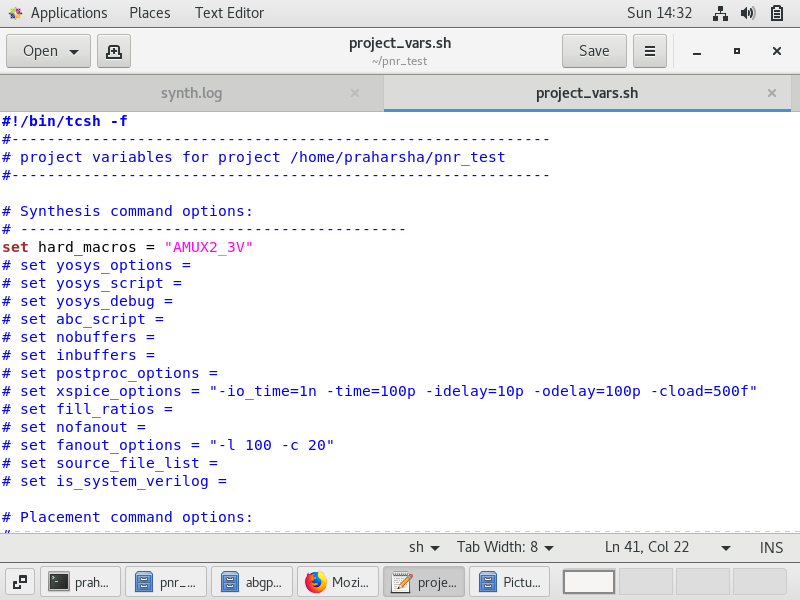 Applications Places Text Editor Sun 14:32
Open project_vars.sh ~/pnr_test Save
synth.log project_vars.sh
#!/bin/tcsh -f
#------------------------------------------------------------
# project variables for project /home/praharsha/pnr_test
#------------------------------------------------------------
# Synthesis command options:
# -------------------------------------------
set hard_macros = "AMUX2_3V"
# set yosys_options =
# set yosys_script =
# set yosys_debug =
# set abc_script =
# set nobuffers =
# set inbuffers =
# set postproc_options =
# set xspice_options = "-io_time=1n -time=100p -idelay=10p -odelay=100p -cload=500f"
# set fill_ratios =
# set nofanout =
# set fanout_options = "-l 100 -c 20"
# set source_file_list =
# set is_system_verilog =
# Placement command options:
sh Tab Width: 8 Ln 41, Col 22 INS
prah... pnr_... abgp... Mozi... proje... Pictu...